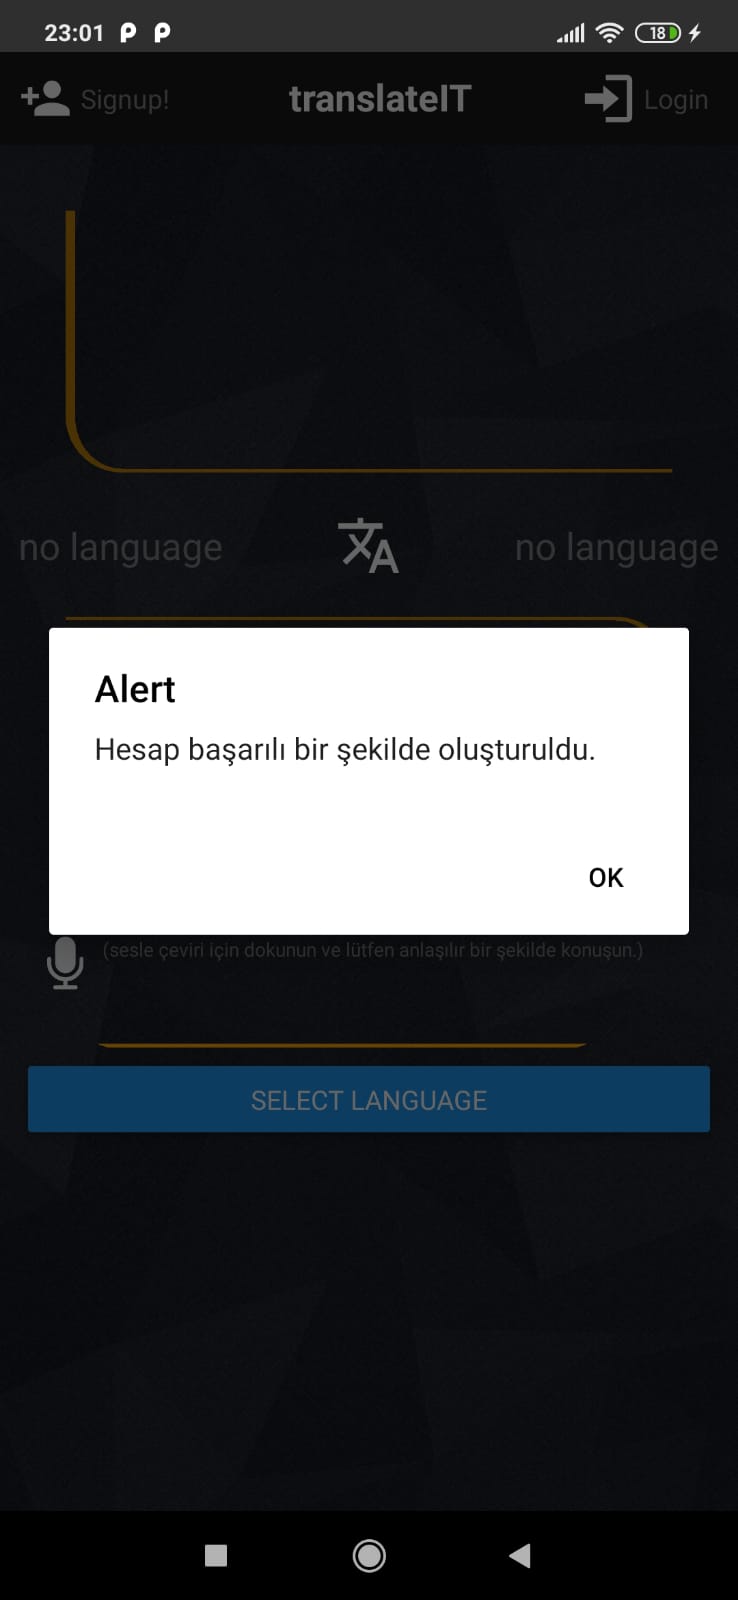 23:01 P P 18
Signup! translateIT Login
no language no language
Alert
Hesap başarılı bir şekilde oluşturuldu.
OK
(sesle çeviri için dokunun ve lütfen anlaşılır bir şekilde konuşun.)
SELECT LANGUAGE